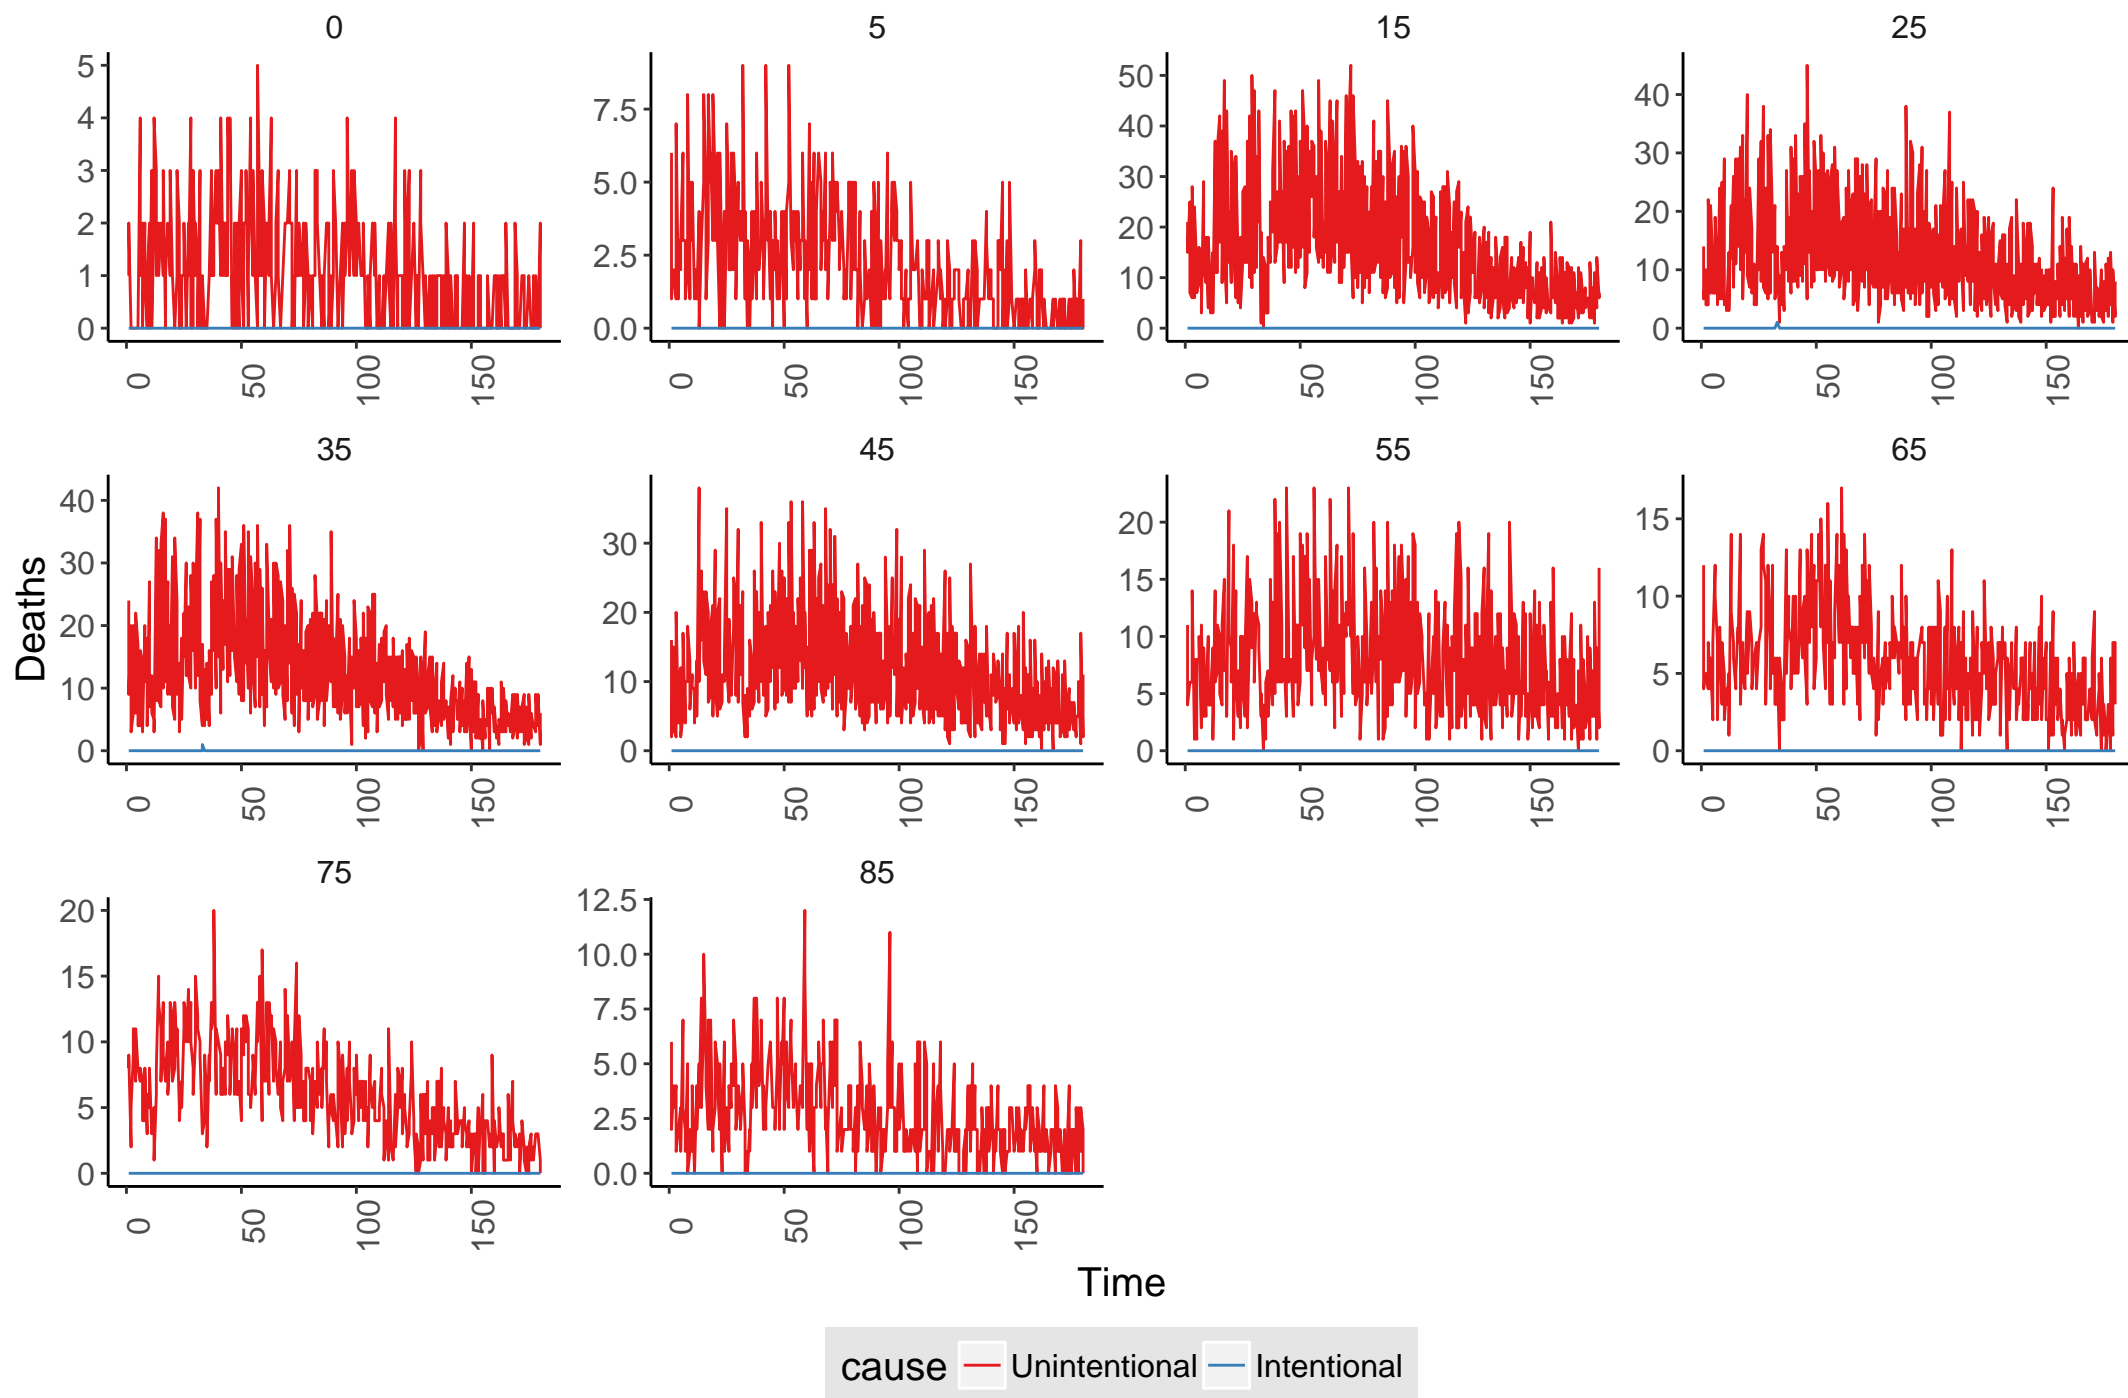 0 5 15 25
5 4 3 2 1 0
7.5 5.0 2.5 0.0
50 40 30 20 10 0
40 30 20 10 0
0 50 100 150 0 50 100 150 0 50 100 150 0 50 100 150
35 45 55 65
Deaths
40 30 20 10 0
30 20 10 0
20 15 10 5 0
15 10 5 0
0 50 100 150 0 50 100 150 0 50 100 150 0 50 100 150
75 85
20 15 10 5 0
12.5 10.0 7.5 5.0 2.5 0.0
0 50 100 150 0 50 100 150
Time
cause Unintentional Intentional